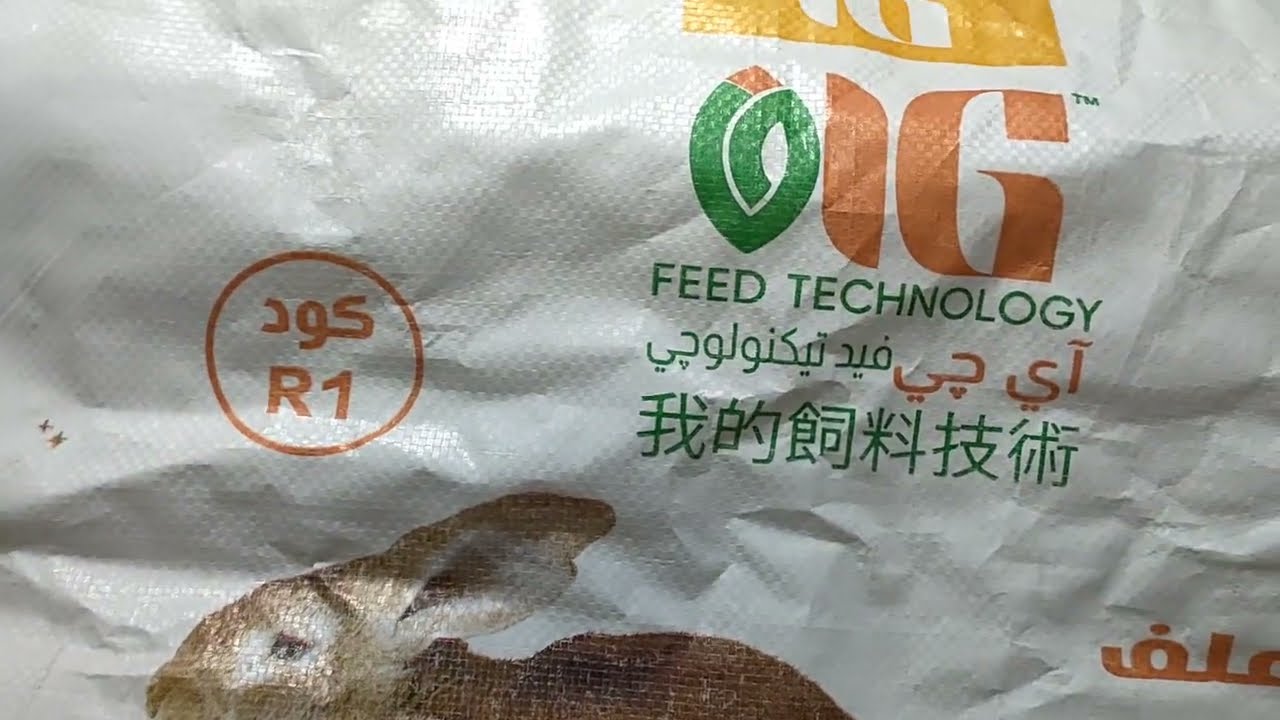 IG™
FEED TECHNOLOGY
آي چي فيد تيكنولوچي
我的飼料技術
كود
R1
علف